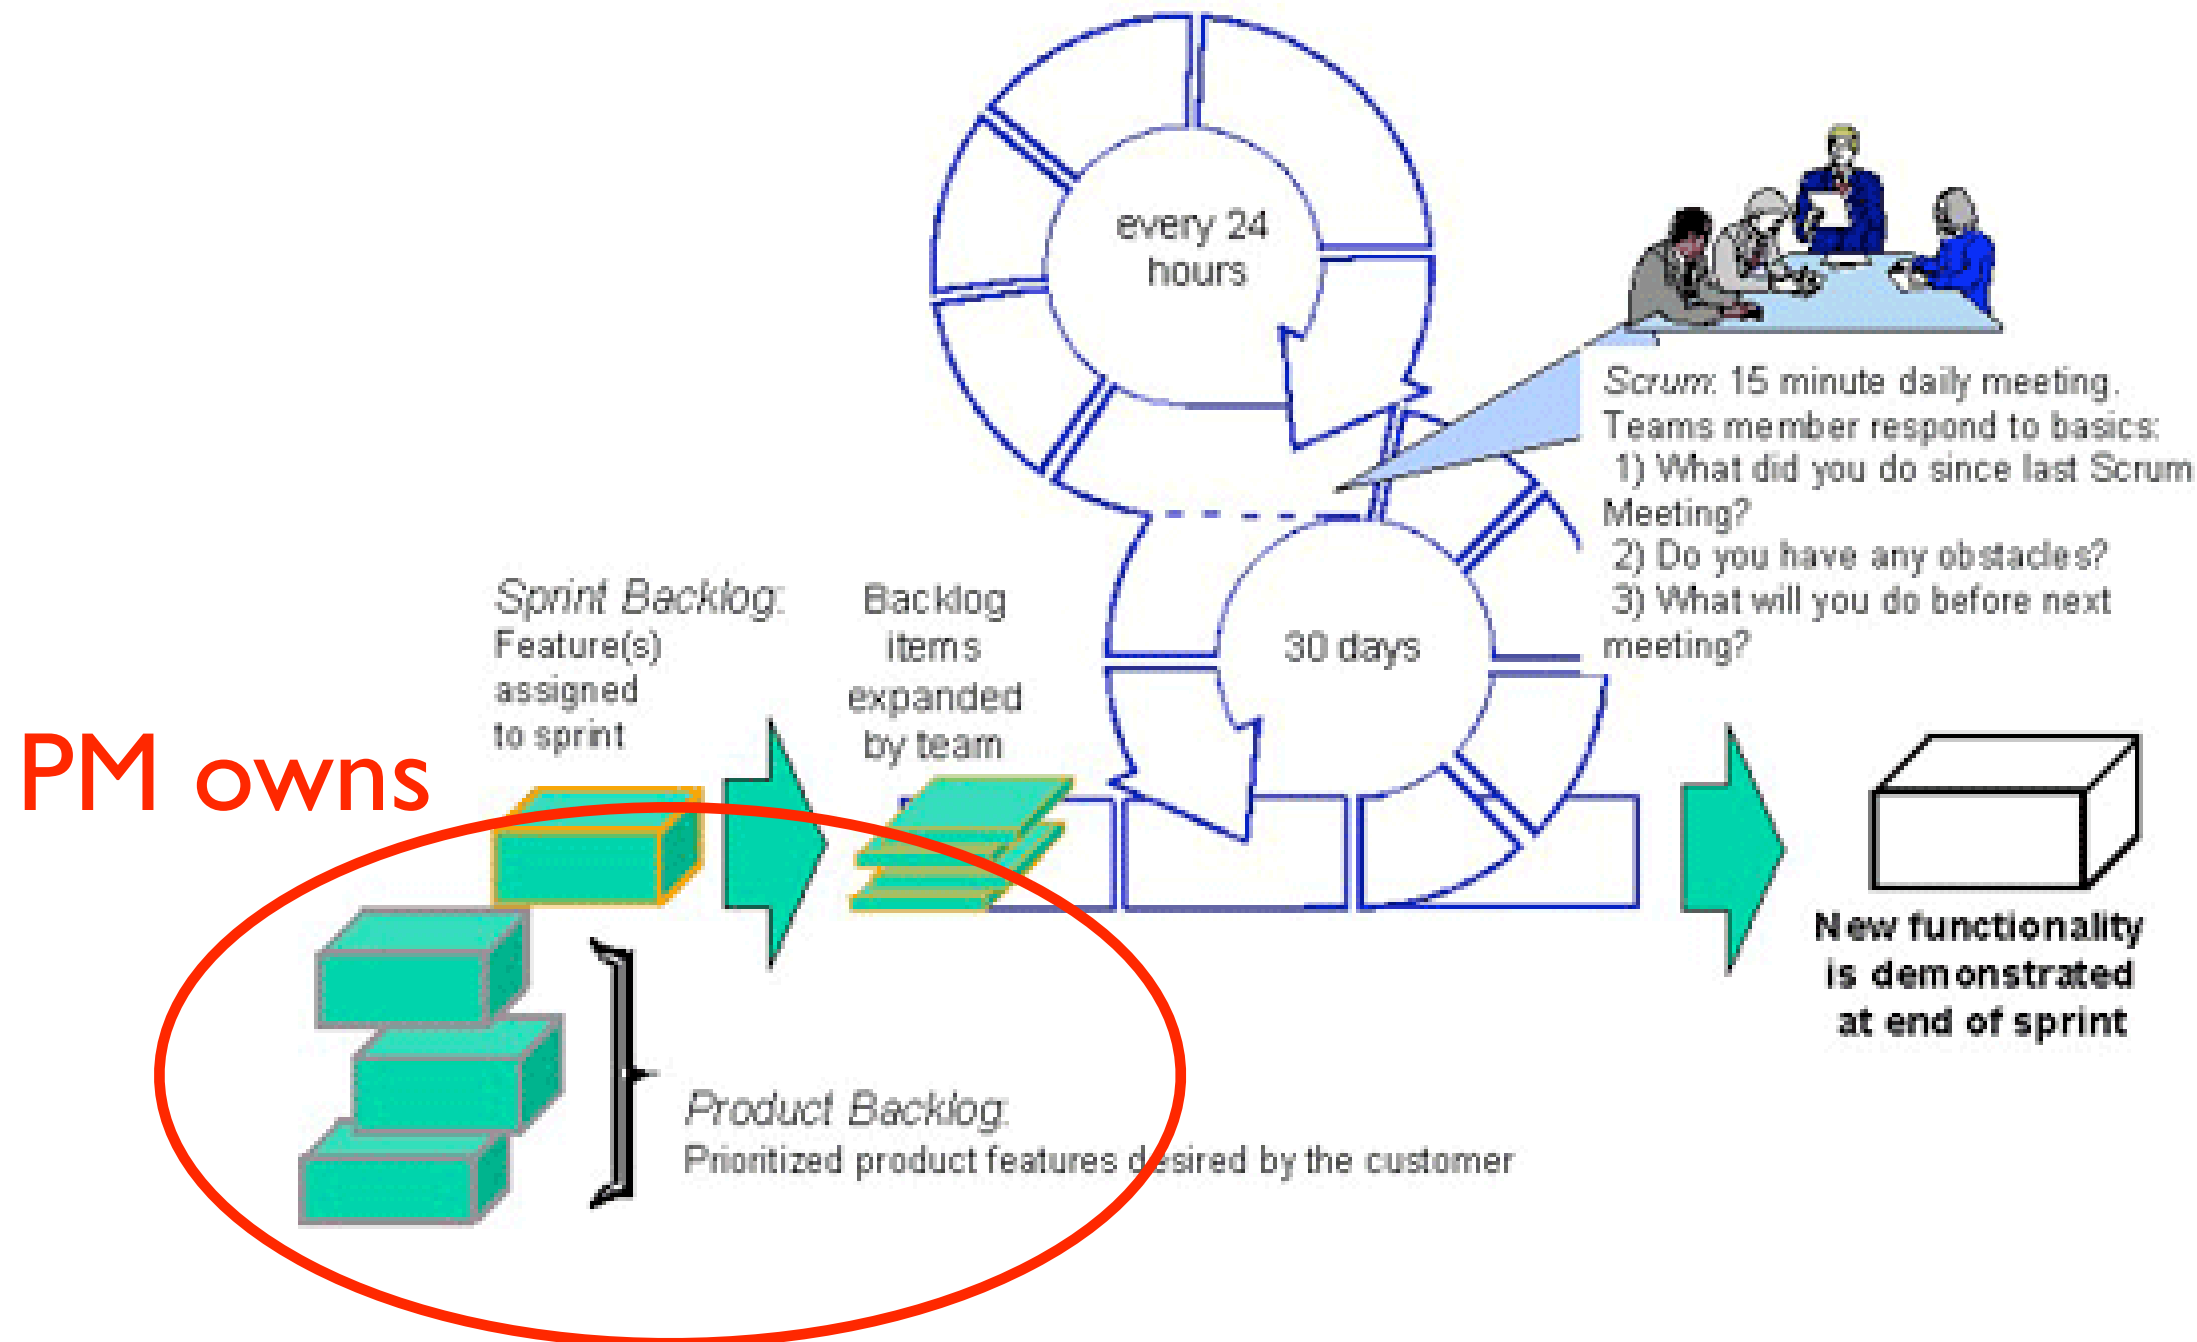 every 24
hours
Scrum: 15 minute daily meeting.
Teams member respond to basics:
1) What did you do since last Scrum
Meeting?
2) Do you have any obstacles?
3) What will you do before next
meeting?
30 days
Sprint Backlog:
Feature(s)
assigned
to sprint
Backlog
items
expanded
by team
PM owns
New functionality
is demonstrated
at end of sprint
Product Backlog:
Prioritized product features desired by the customer